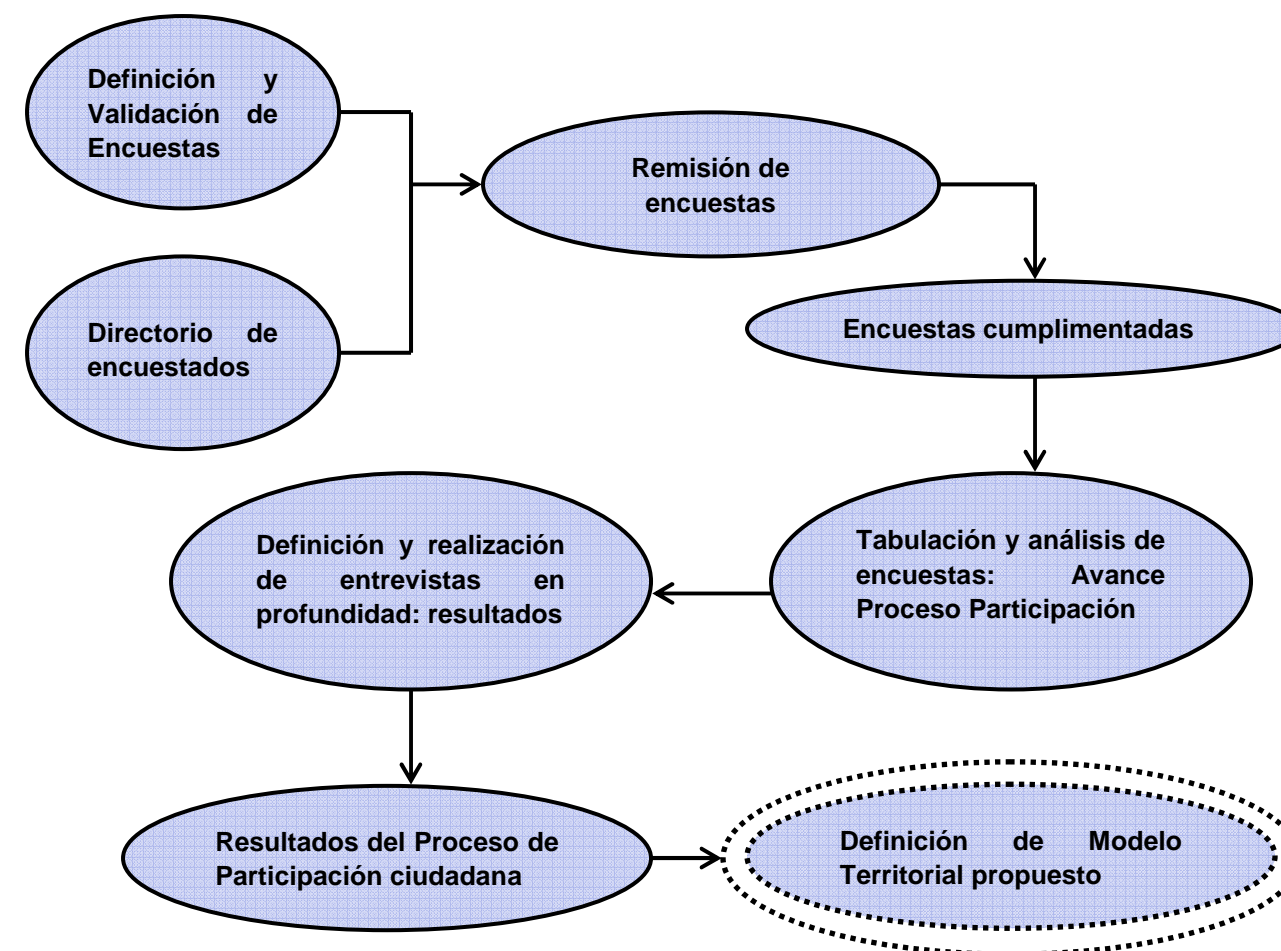 Definición y
Validación de
Encuestas
Remisión de
encuestas
Directorio de
encuestados
Encuestas cumplimentadas
Tabulación y análisis de
encuestas: Avance
Proceso Participación
Definición y realización
de entrevistas en
profundidad: resultados
Resultados del Proceso de
Participación ciudadana
Definición de Modelo
Territorial propuesto